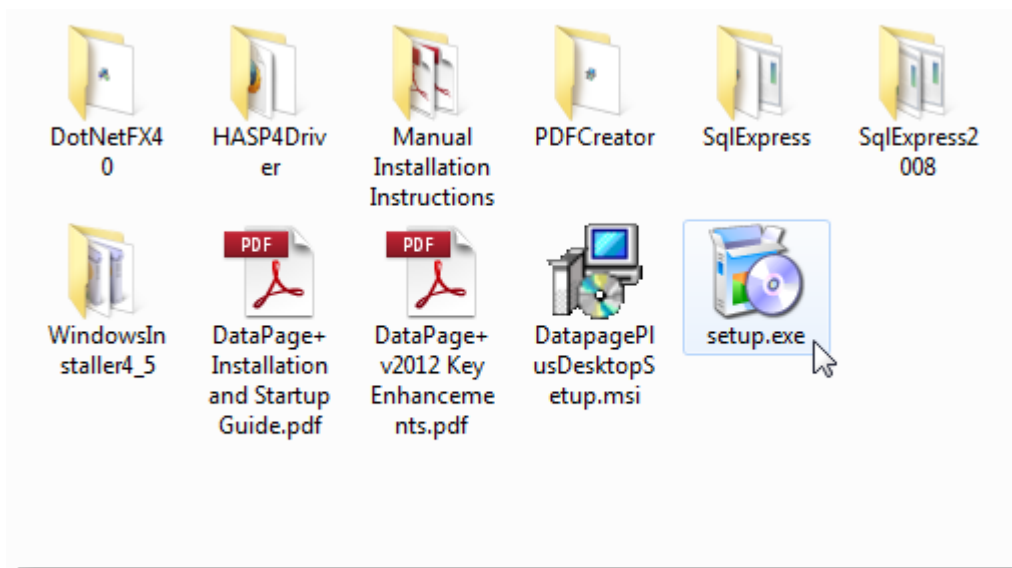 DotNetFX4
0
HASP4Driv
er
Manual
Installation
Instructions
PDFCreator
SqlExpress
SqlExpress2
008
WindowsIn
staller4_5
PDF
DataPage+
Installation
and Startup
Guide.pdf
PDF
DataPage+
v2012 Key
Enhanceme
nts.pdf
DatapagePl
usDesktopS
etup.msi
setup.exe